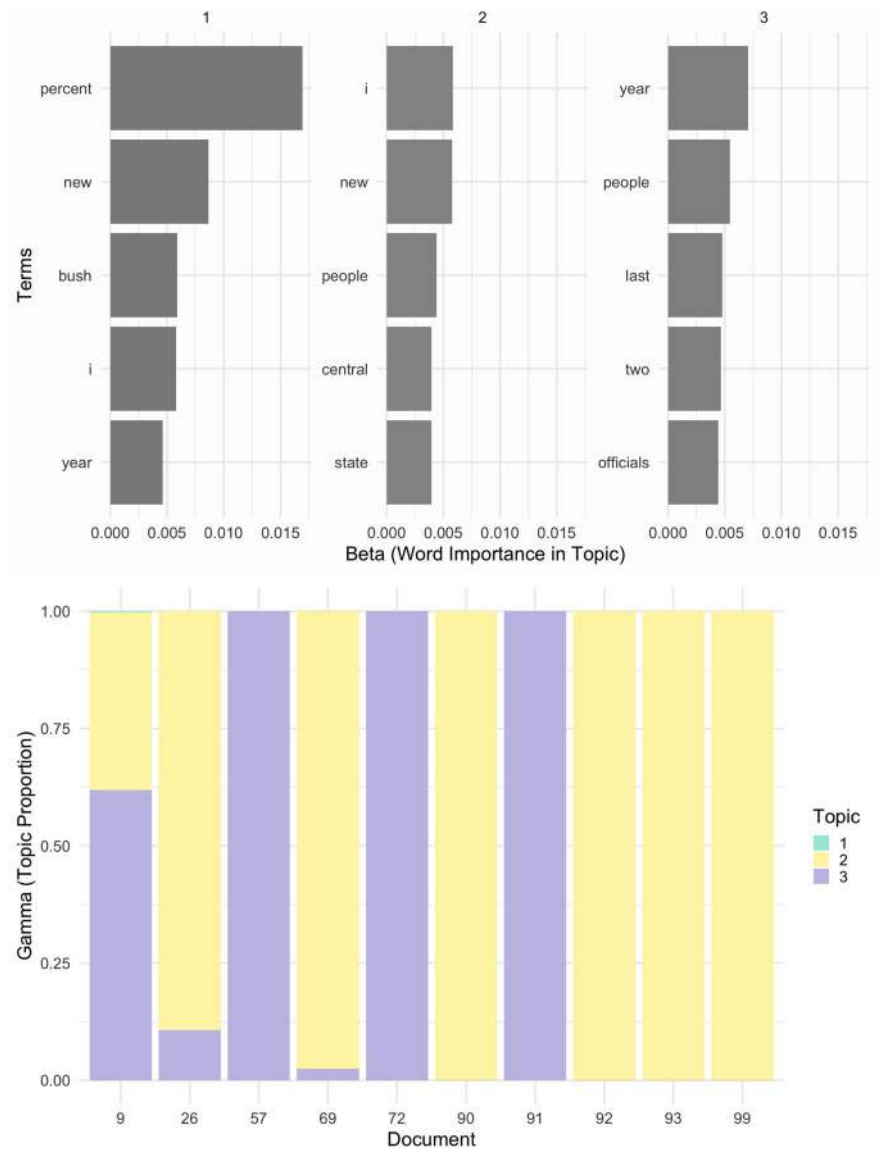 1 2 3
Terms
percent
new
bush
i
year
0.000 0.005 0.010 0.015
i
new
people
central
state
0.000 0.005 0.010 0.015
year
people
last
two
officials
0.000 0.005 0.010 0.015
Beta (Word Importance in Topic)
Gamma (Topic Proportion)
1.00
0.75
0.50
0.25
0.00
9 26 57 69 72 90 91 92 93 99
Document
Topic
1
2
3